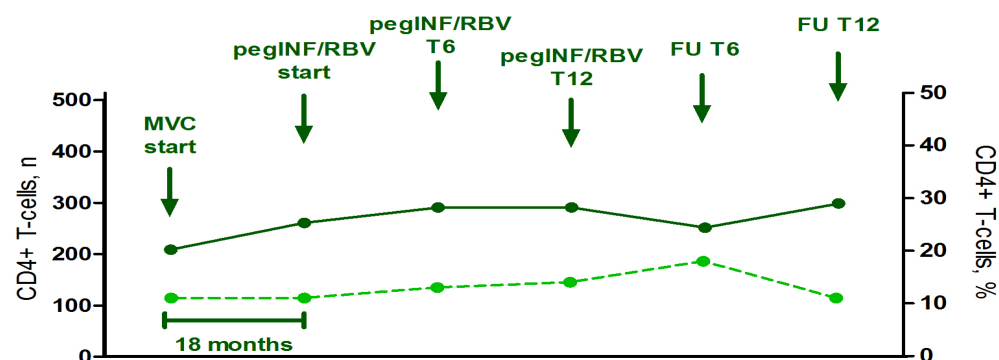 pegINF/RBV
T6
FU T12
pegINF/RBV
start
pegINF/RBV
T12
FU T6
MVC
start
500
400
300
200
100
0
CD4+ T-cells, n
50
40
30
20
10
0
CD4+ T-cells, %
18 months